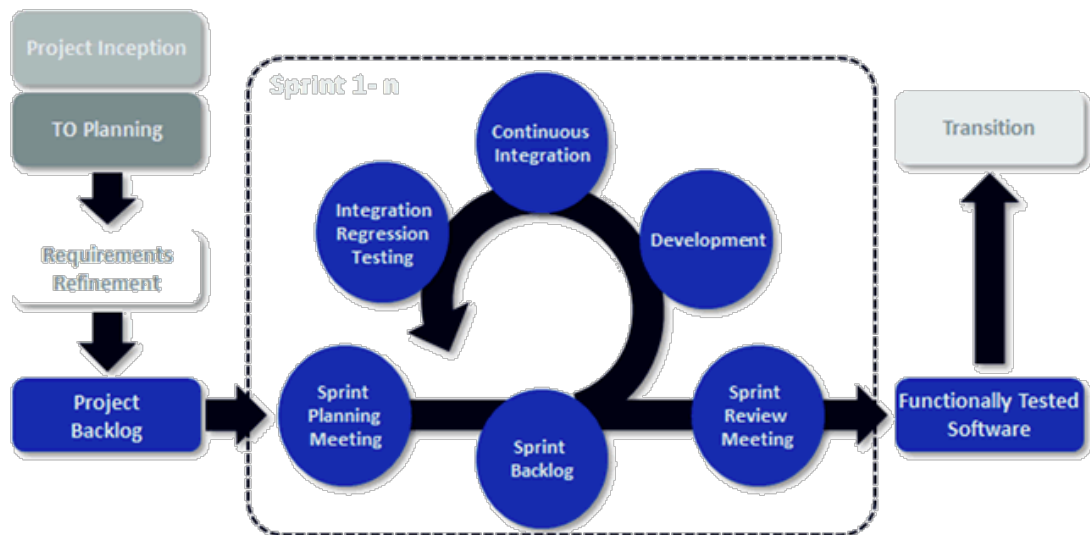 Project Inception
TO Planning
Requirements
Refinement
Project
Backlog
Sprint 1- n
Continuous
Integration
Integration
Regression
Testing
Development
Sprint
Planning
Meeting
Sprint
Backlog
Sprint
Review
Meeting
Transition
Functionally Tested
Software